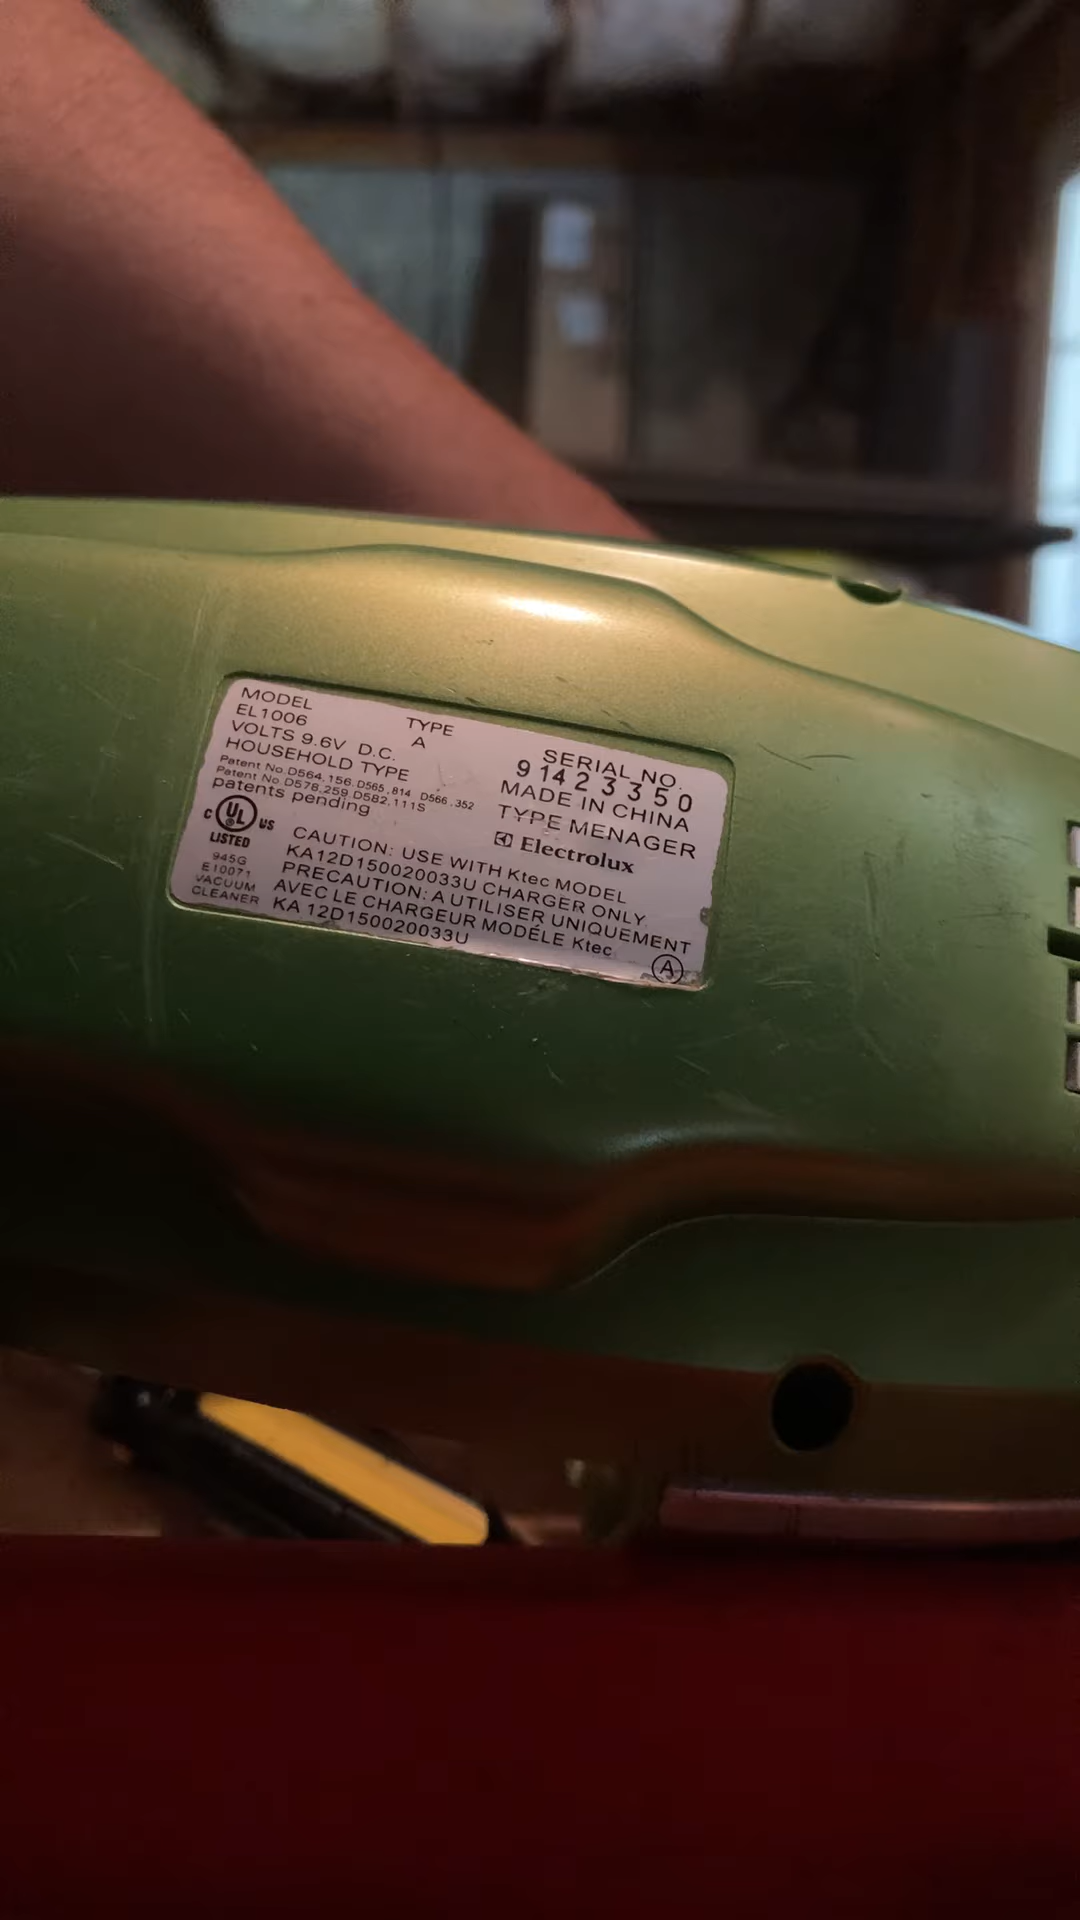 MODEL
EL1006
TYPE
A
VOLTS 9.6V D.C.
HOUSEHOLD TYPE
Patent No.D564,156.D565,814 D566,352
Patent No.D578,259 D582,111S
patents pending
SERIAL NO.
91423350
MADE IN CHINA
TYPE MENAGER
Electrolux
C UL US
LISTED
945G
E10071
VACUUM
CLEANER
CAUTION: USE WITH Ktec MODEL
KA12D150020033U CHARGER ONLY.
PRECAUTION: A UTILISER UNIQUEMENT
AVEC LE CHARGEUR MODÉLE Ktec
KA 12D150020033U
A